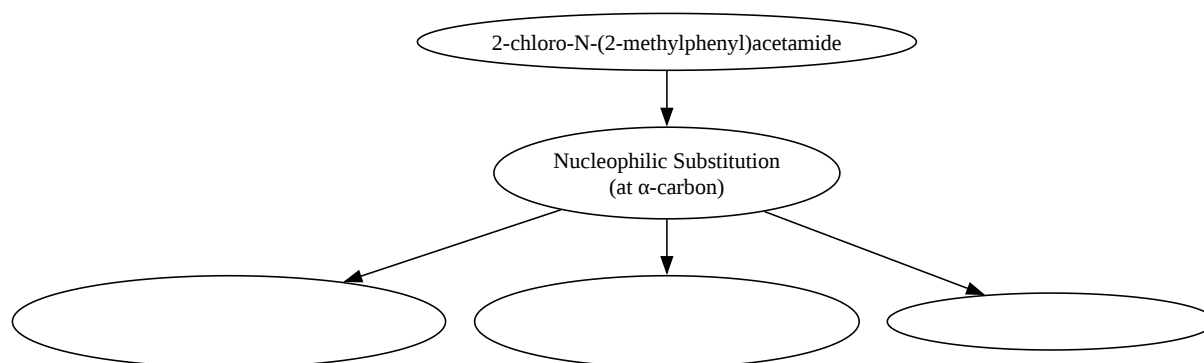 2-chloro-N-(2-methylphenyl)acetamide
Nucleophilic Substitution
(at α-carbon)